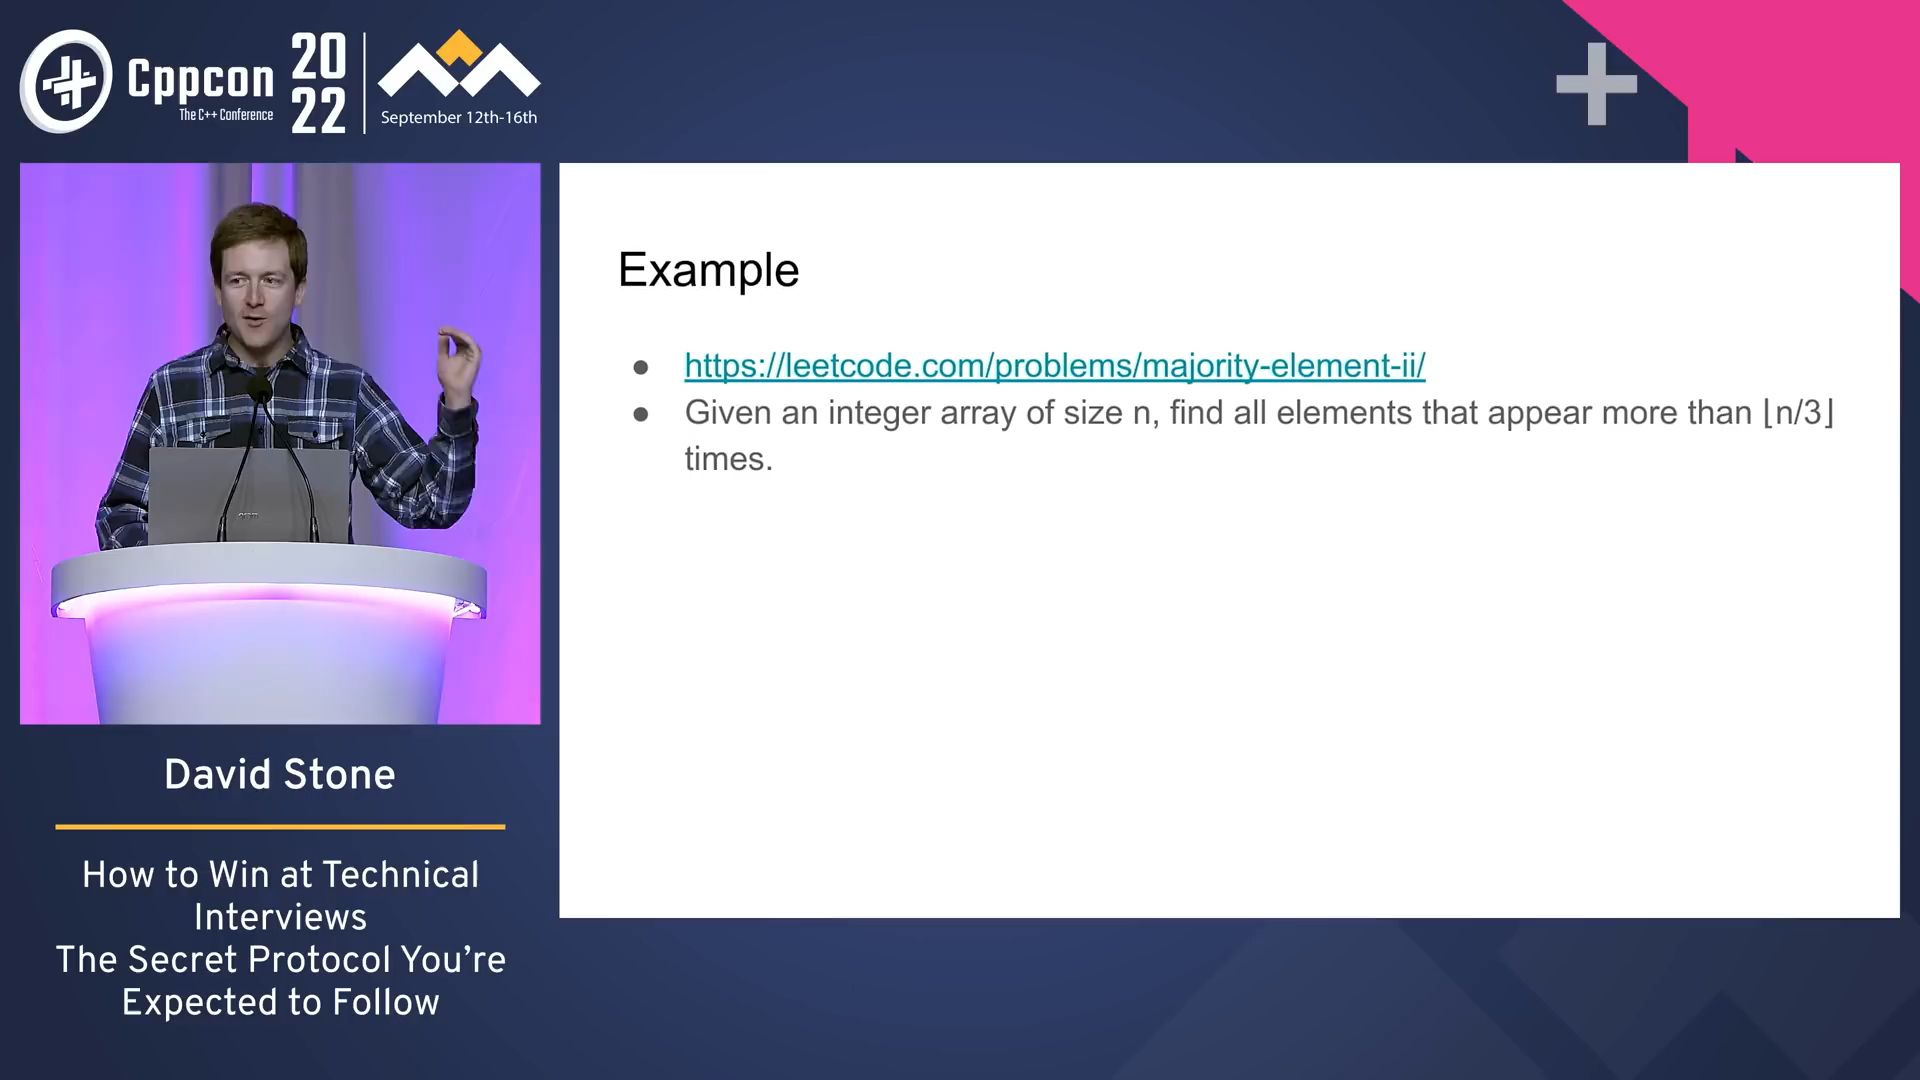 Cppcon
The C++ Conference
20
22
September 12th-16th
Example
https://leetcode.com/problems/majority-element-ii/
Given an integer array of size n, find all elements that appear more than ⌊n/3⌋
times.
David Stone
How to Win at Technical
Interviews
The Secret Protocol You’re
Expected to Follow